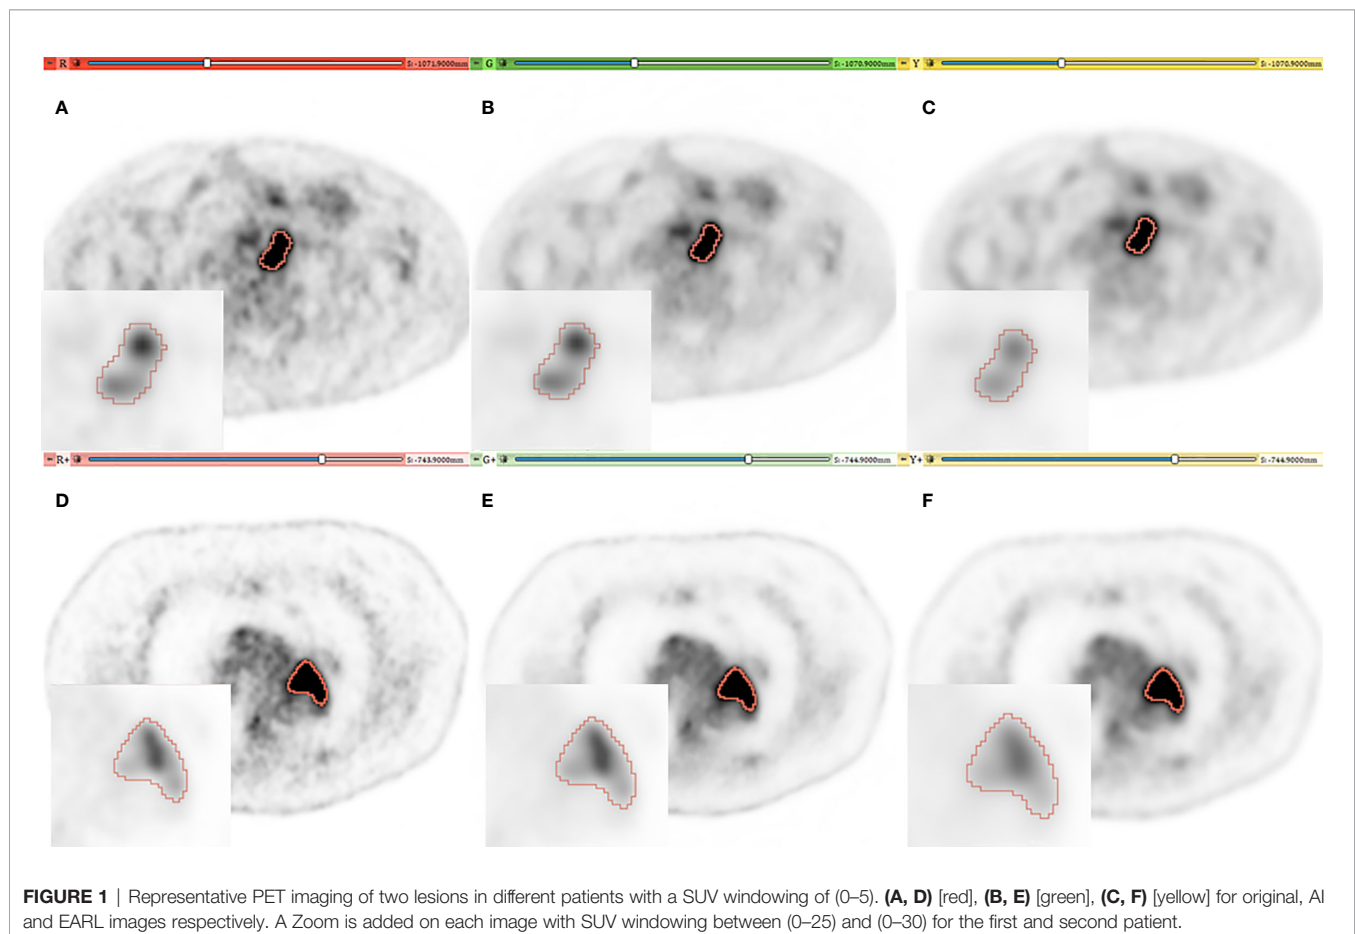 R S: -1071.9000mm G S: -1070.9000mm Y S: -1070.9000mm
A B C
R+ S: -743.9000mm G+ S: -744.9000mm Y+ S: -744.9000mm
D E F
FIGURE 1 | Representative PET imaging of two lesions in different patients with a SUV windowing of (0–5). (A, D) [red], (B, E) [green], (C, F) [yellow] for original, AI
and EARL images respectively. A Zoom is added on each image with SUV windowing between (0–25) and (0–30) for the first and second patient.